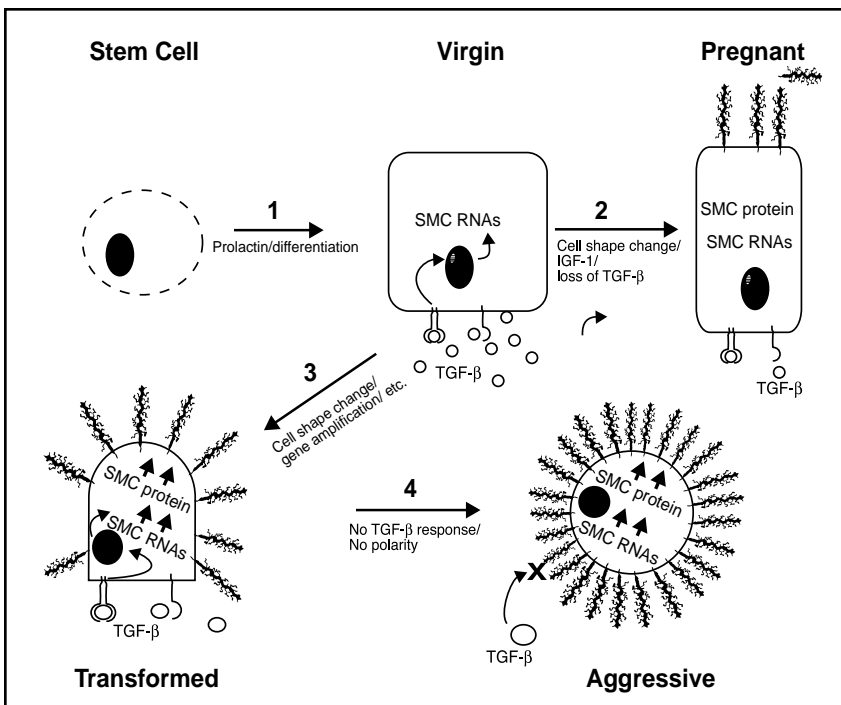 Stem Cell
Virgin
Pregnant
1
Prolactin/differentiation
SMC RNAs
TGF-β
2
Cell shape change/
IGF-1/
loss of TGF-β
SMC protein
SMC RNAs
TGF-β
3
Cell shape change/
gene amplification/ etc.
SMC protein
SMC RNAs
TGF-β
Transformed
4
No TGF-β response/
No polarity
SMC protein
SMC RNAs
X
TGF-β
Aggressive